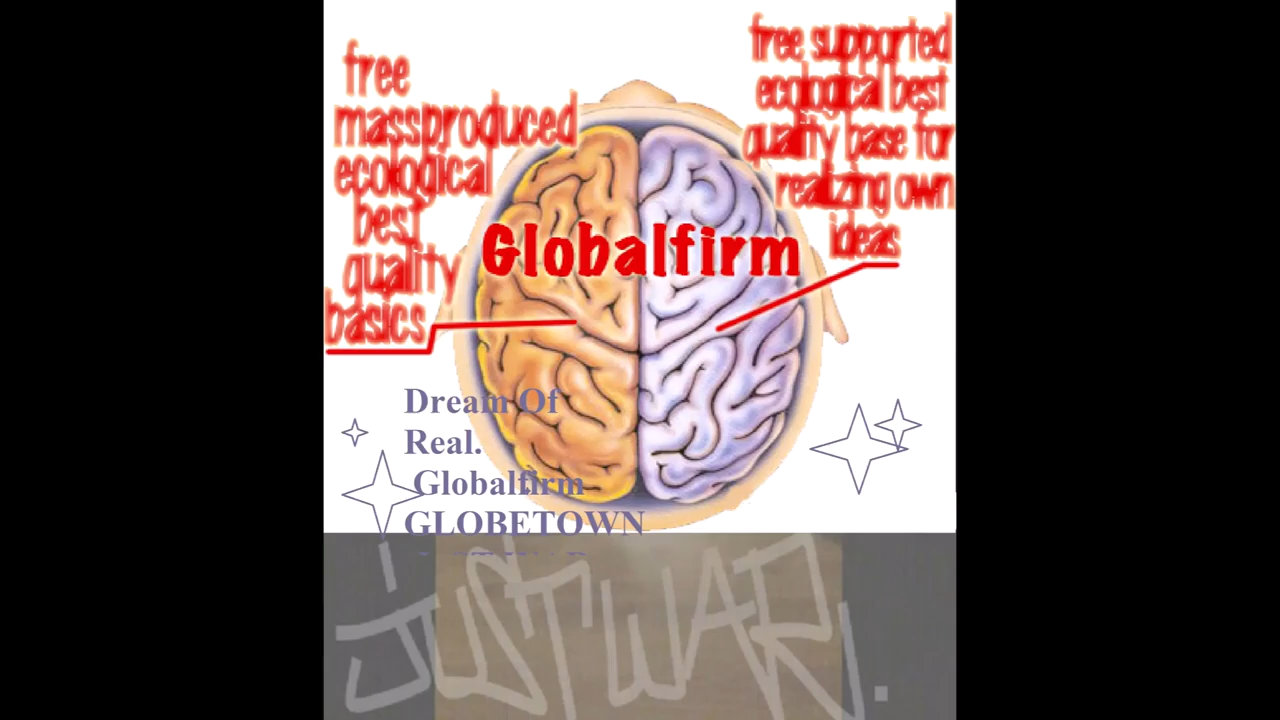 free
massproduced
ecological
best
quality
basics
free supported
ecological best
quality base for
realizing own
ideas
Globalfirm
Dream Of
Real.
Globalfirm
GLOBETOWN
JUST WAR.